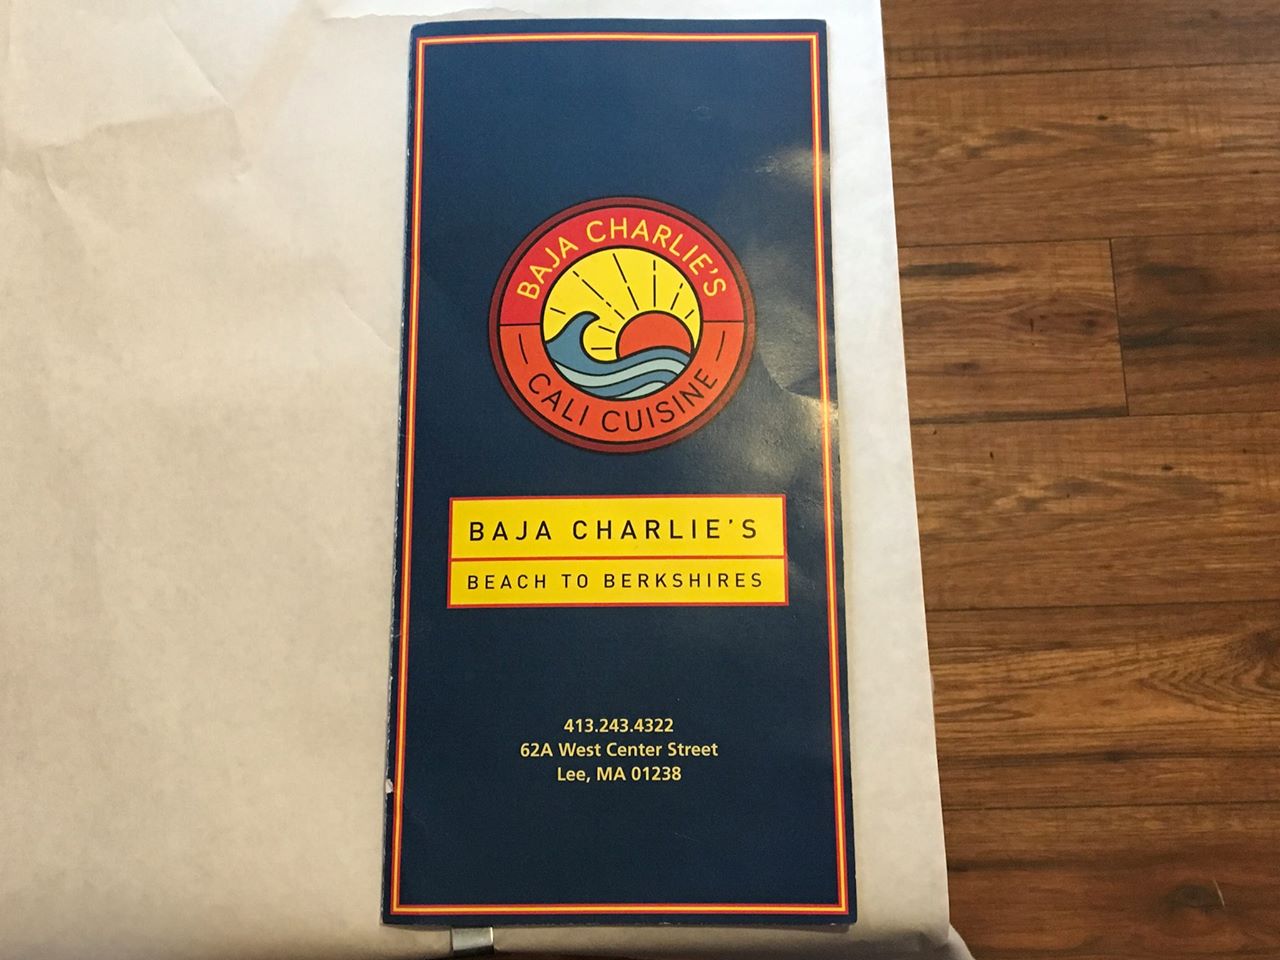 BAJA CHARLIE'S
CALI CUISINE
BAJA CHARLIE'S
BEACH TO BERKSHIRES
413.243.4322
62A West Center Street
Lee, MA 01238